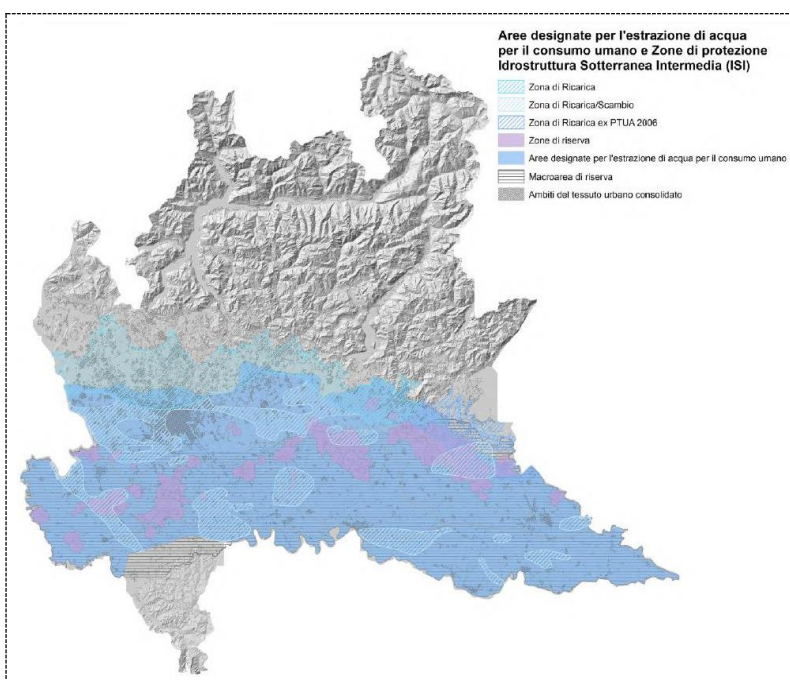 Aree designate per l'estrazione di acqua
per il consumo umano e Zone di protezione
Idrostruttura Sotterranea Intermedia (ISI)
Zona di Ricarica
Zona di Ricarica/Scambio
Zona di Ricarica ex PTUA 2006
Zone di riserva
Aree designate per l'estrazione di acqua per il consumo umano
Macroarea di riserva
Ambiti del tessuto urbano consolidato